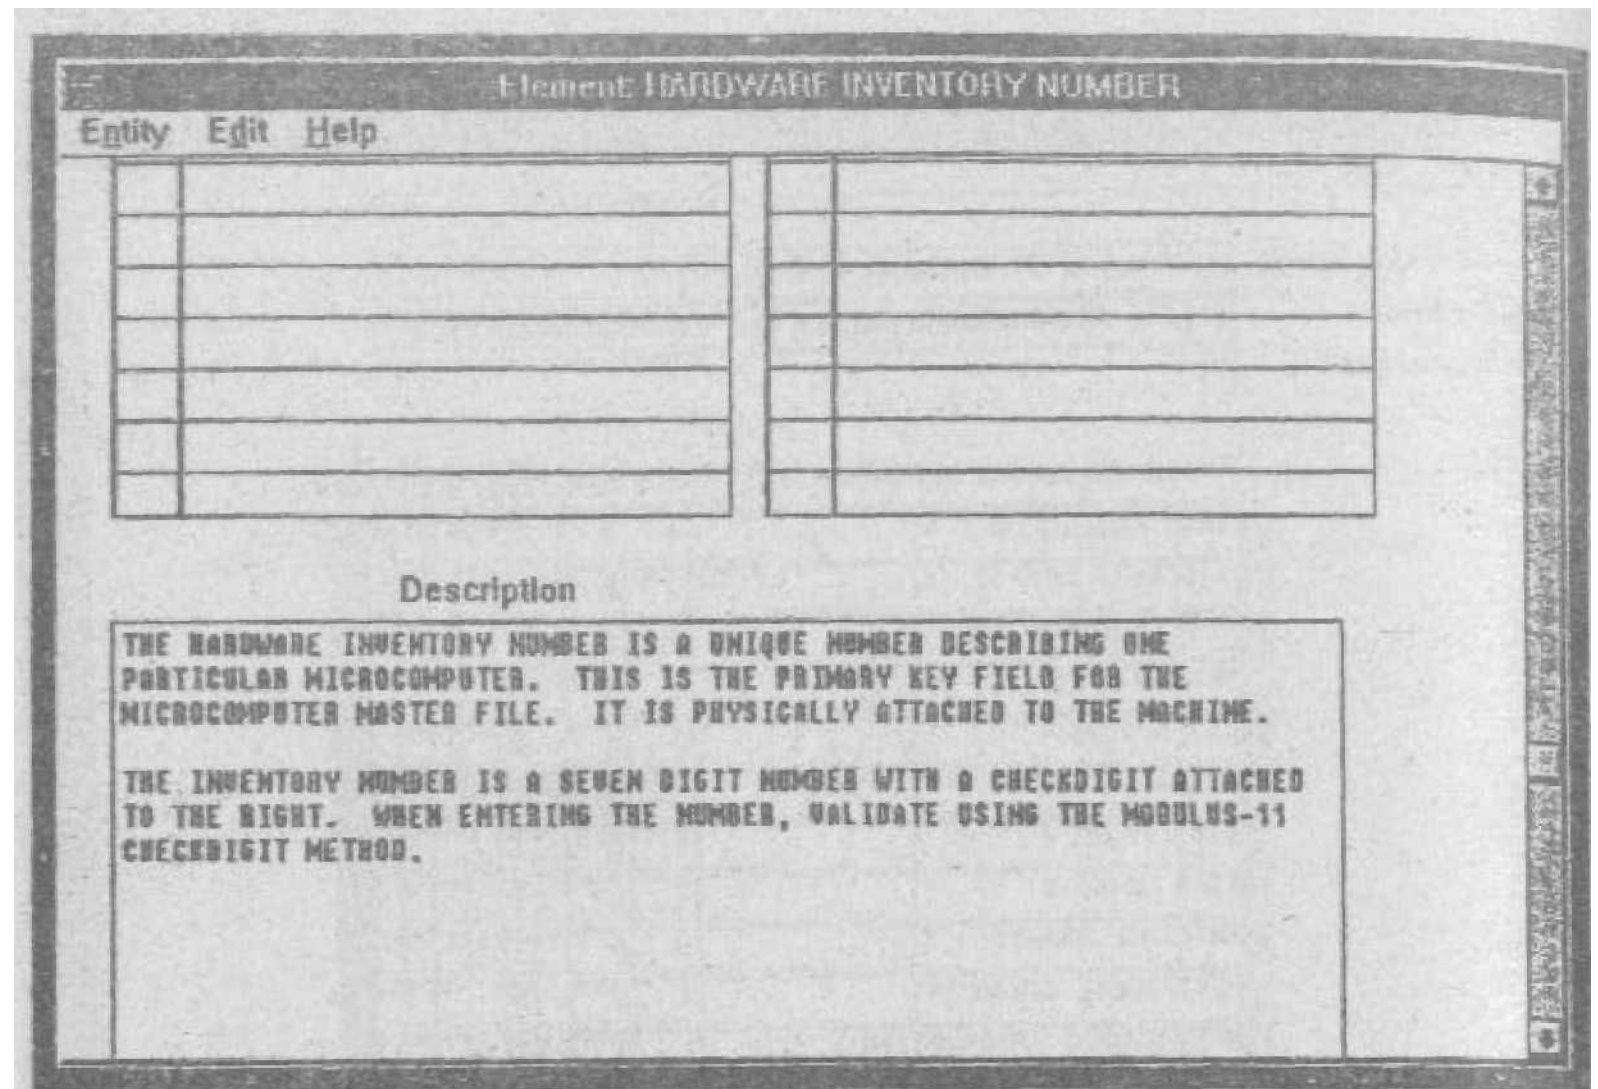 Element: HARDWARE INVENTORY NUMBER
Entity Edit Help
Description
THE HARDWARE INVENTORY NUMBER IS A UNIQUE NUMBER DESCRIBING ONE
PARTICULAR MICROCOMPUTER. THIS IS THE PRIMARY KEY FIELD FOR THE
MICROCOMPUTER MASTER FILE. IT IS PHYSICALLY ATTACHED TO THE MACHINE.
THE INVENTORY NUMBER IS A SEVEN DIGIT NUMBER WITH A CHECKDIGIT ATTACHED
TO THE RIGHT. WHEN ENTERING THE NUMBER, VALIDATE USING THE MODULUS-11
CHECKDIGIT METHOD.